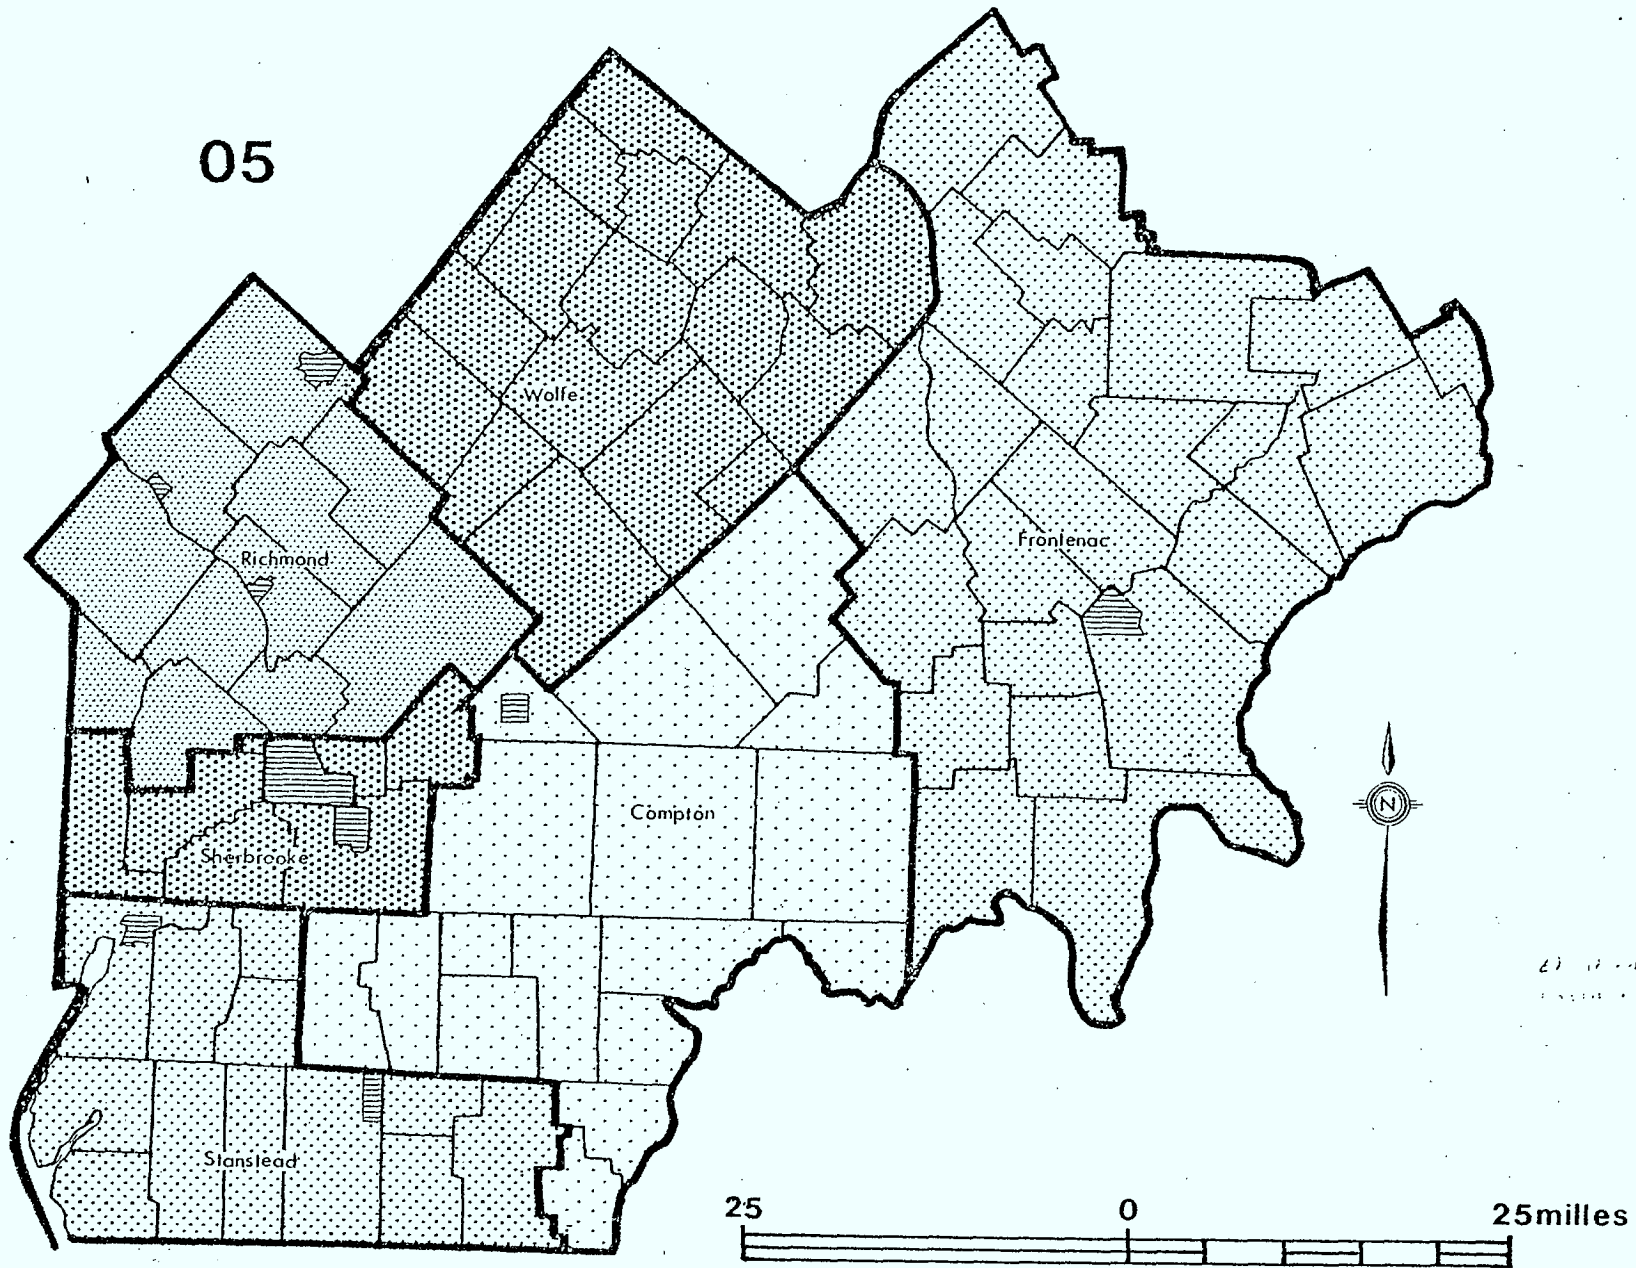 05
Wolfe
Richmond
Frontenac
Compton
N
Sherbrooke
Stanstead
25 0 25milles